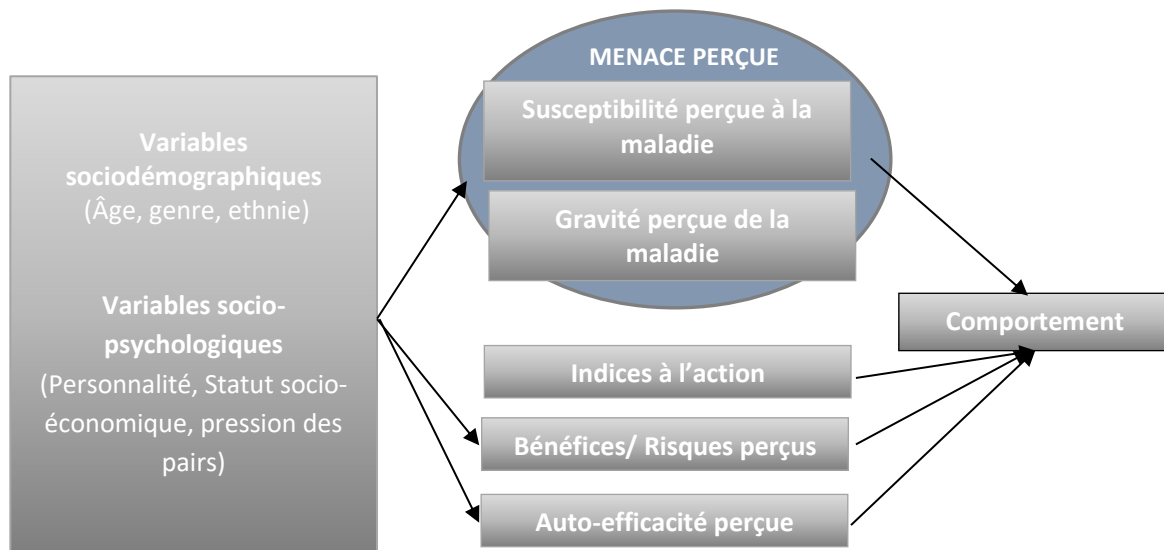 Variables
sociodémographiques
(Âge, genre, ethnie)
Variables socio-
psychologiques
(Personnalité, Statut socio-
économique, pression des
pairs)
MENACE PERÇUE
Susceptibilité perçue à la
maladie
Gravité perçue de la
maladie
Indices à l’action
Bénéfices/ Risques perçus
Auto-efficacité perçue
Comportement